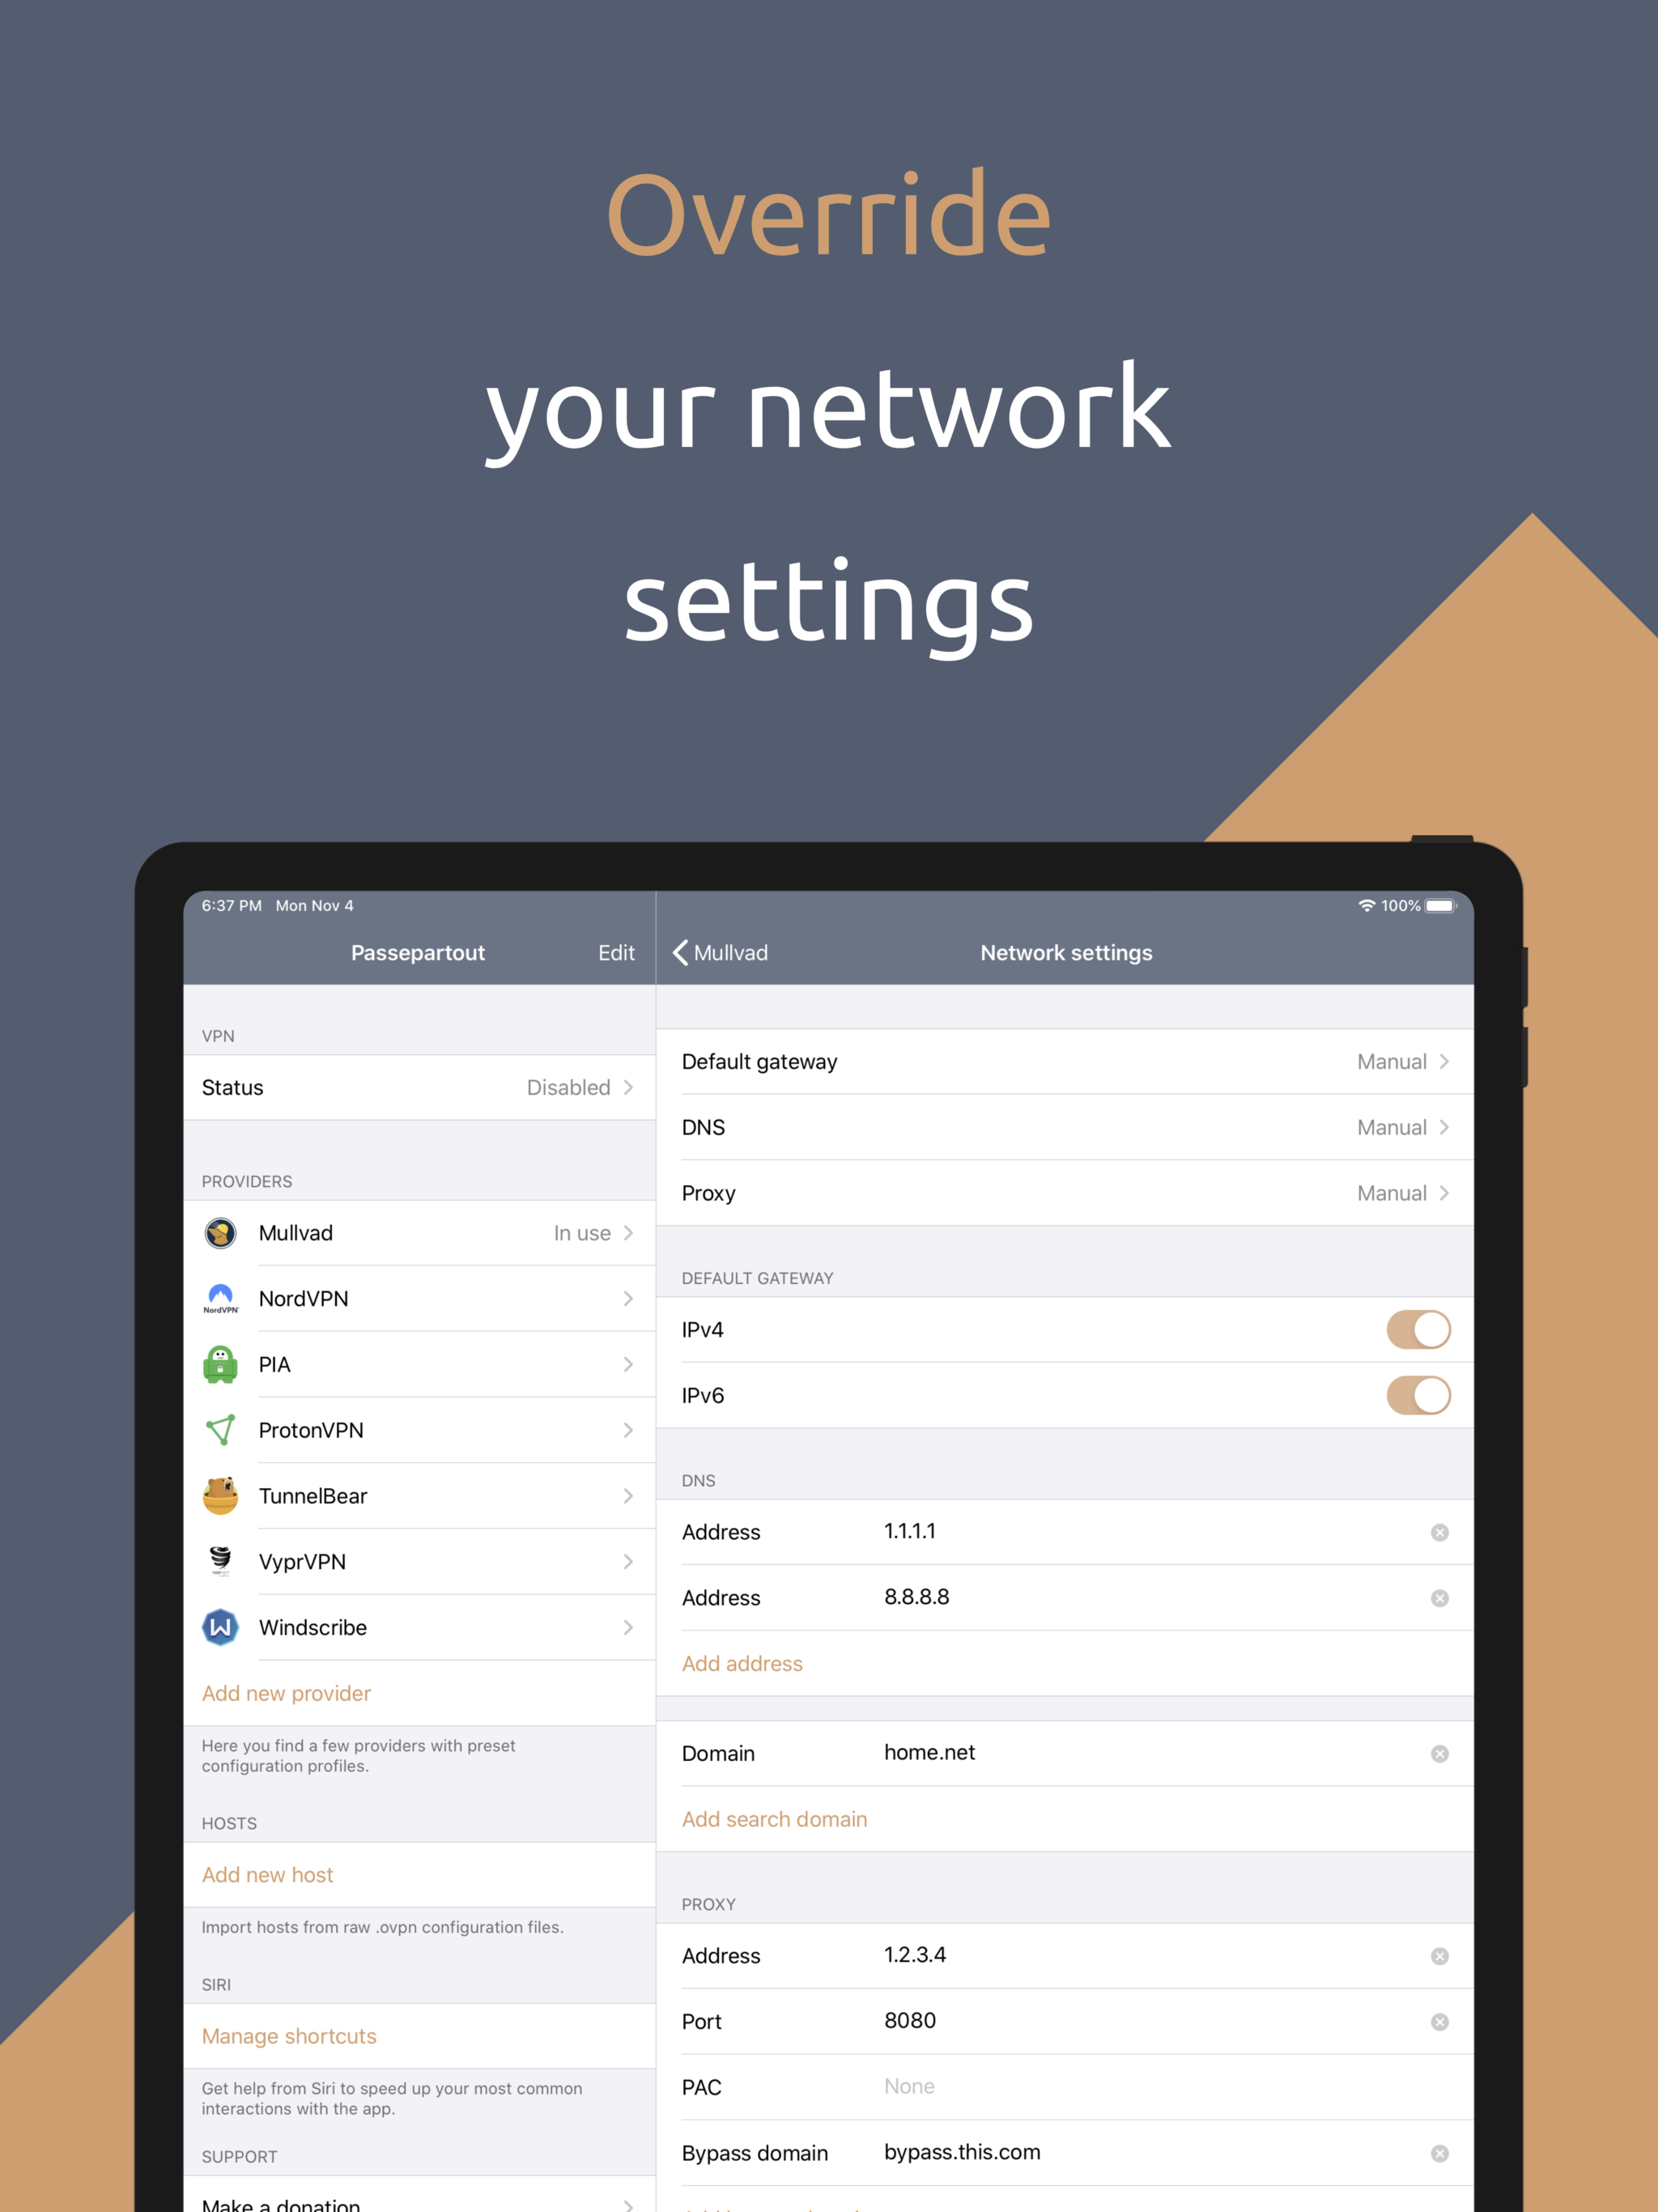 Override
your network
settings
6:37 PM Mon Nov 4
100%
Passepartout
Edit
VPN
Status
Disabled
PROVIDERS
Mullvad
In use
NordVPN
NordVPN
PIA
ProtonVPN
TunnelBear
VyprVPN
Windscribe
Add new provider
Here you find a few providers with preset
configuration profiles.
HOSTS
Add new host
Import hosts from raw .ovpn configuration files.
SIRI
Manage shortcuts
Get help from Siri to speed up your most common
interactions with the app.
SUPPORT
Make a donation
Mullvad
Network settings
Default gateway
Manual
DNS
Manual
Proxy
Manual
DEFAULT GATEWAY
IPv4
IPv6
DNS
Address
1.1.1.1
Address
8.8.8.8
Add address
Domain
home.net
Add search domain
PROXY
Address
1.2.3.4
Port
8080
PAC
None
Bypass domain
bypass.this.com